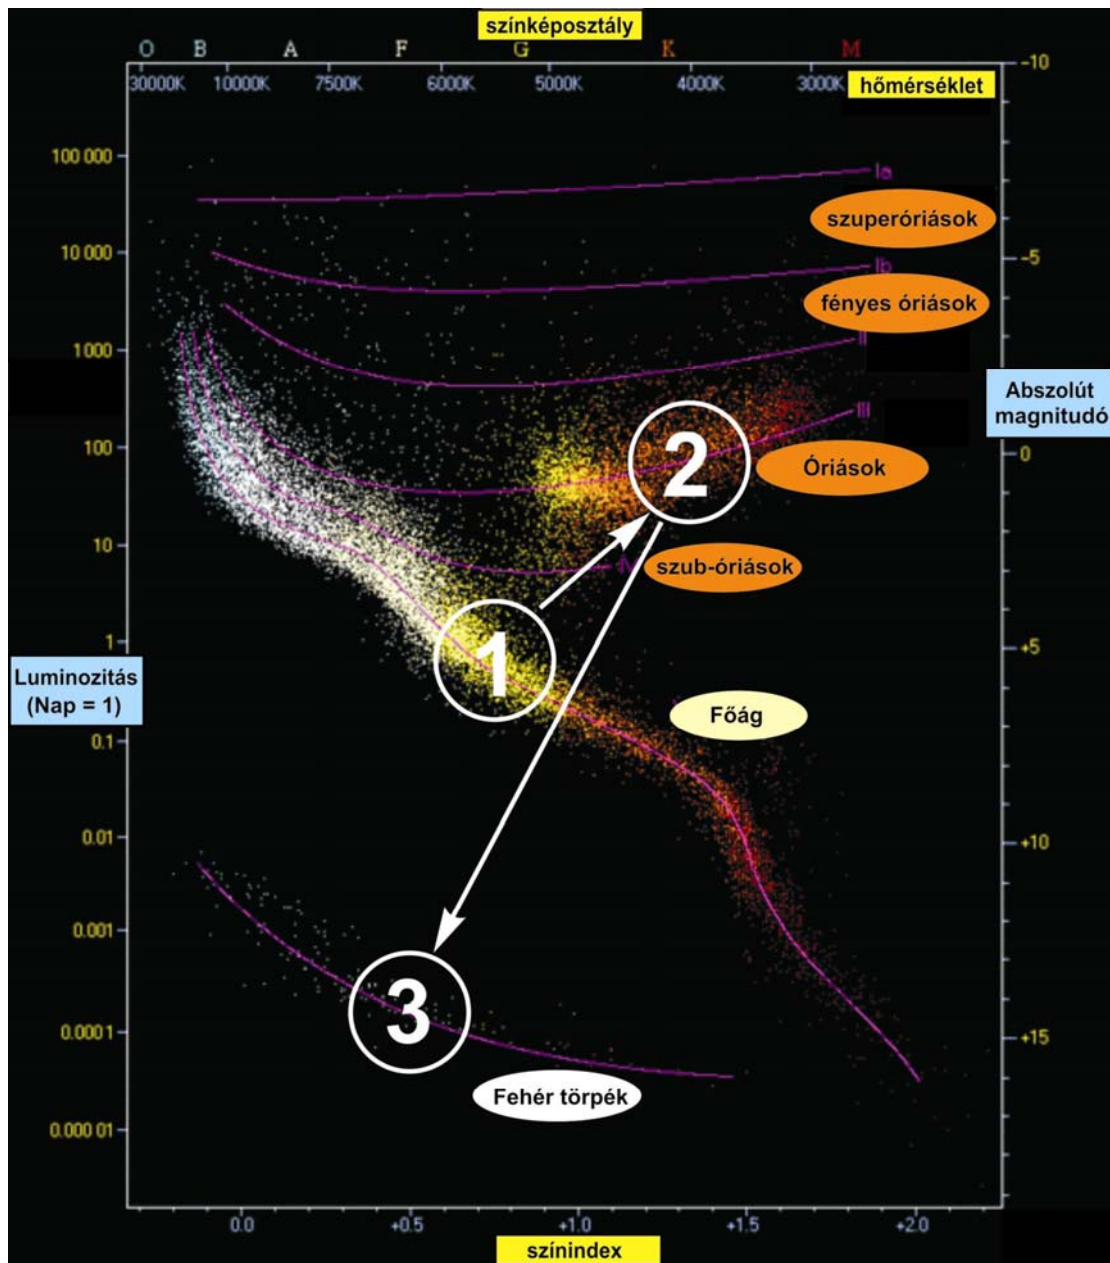 színképosztály
O B A F G K M
30000K 10000K 7500K 6000K 5000K 4000K 3000K hőmérséklet
-10
100 000
Ia
szuperóriások
10 000
-5
Ib
fényes óriások
1 000
II
Abszolút
magnitudó
III
100
0
2
Óriások
10
IV
szub-óriások
1
+5
1
Luminozitás
(Nap = 1)
Főág
0.1
0.01
+10
0.001
3
0.0001
+15
Fehér törpék
0.000 01
0.0 +0.5 +1.0 +1.5 +2.0
színindex